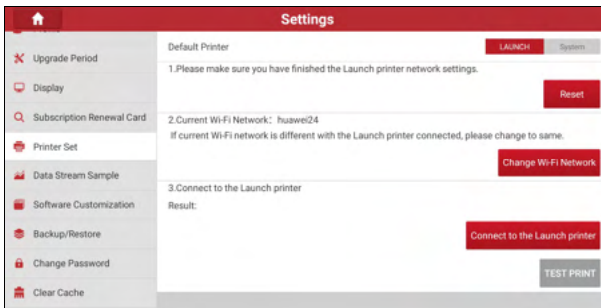 Settings
Upgrade Period
Display
Subscription Renewal Card
Printer Set
Data Stream Sample
Software Customization
Backup/Restore
Change Password
Clear Cache
Default Printer
LAUNCH
System
1.Please make sure you have finished the Launch printer network settings.
Reset
2.Current Wi-Fi Network: huawei24
If current Wi-Fi network is different with the Launch printer connected, please change to same.
Change Wi-Fi Network
3.Connect to the Launch printer
Result:
Connect to the Launch printer
TEST PRINT